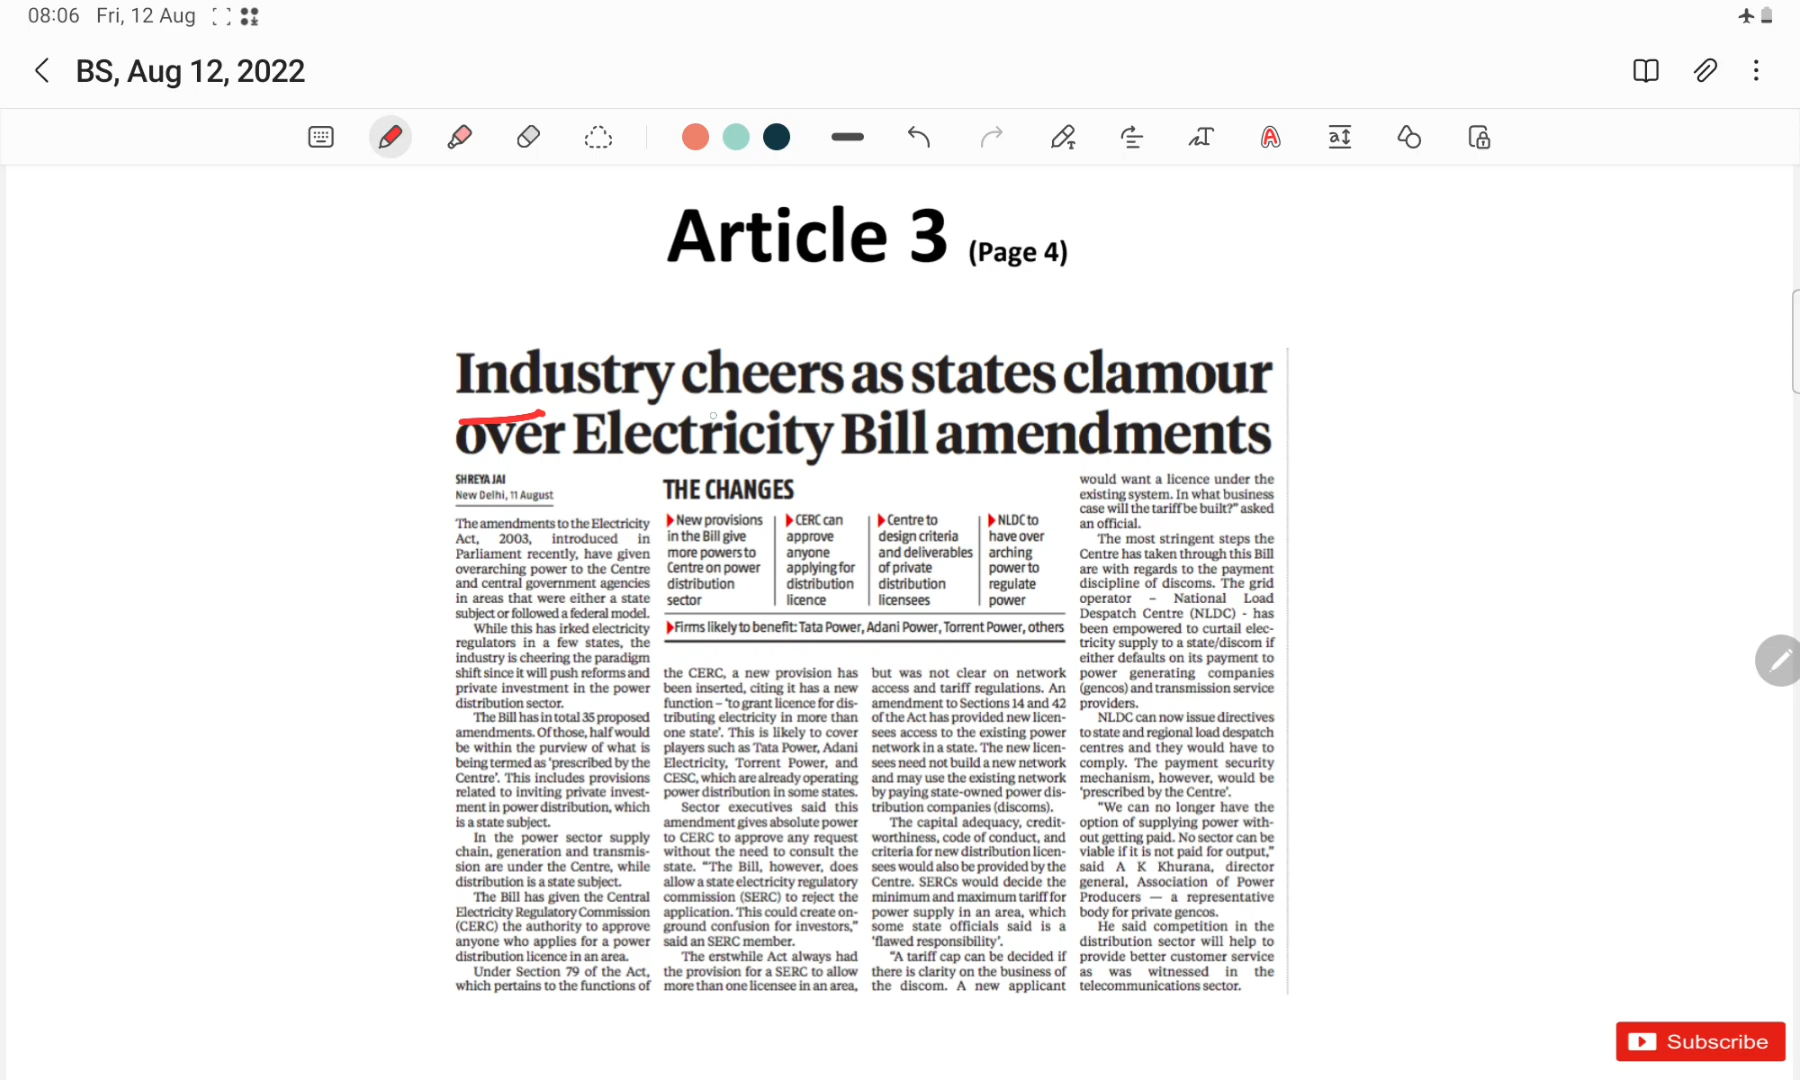 08:06 Fri, 12 Aug
BS, Aug 12, 2022
Article 3 (Page 4)
Industry cheers as states clamour
over Electricity Bill amendments
SHREYA JAI
New Delhi, 11 August
The amendments to the Electricity
Act, 2003, introduced in
Parliament recently, have given
overarching power to the Centre
and central government agencies
in areas that were either a state
subject or followed a federal model.
While this has irked electricity
regulators in a few states, the
industry is cheering the paradigm
shift since it will push reforms and
private investment in the power
distribution sector.
The Bill has in total 35 proposed
amendments. Of those, half would
be within the purview of what is
being termed as ‘prescribed by the
Centre’. This includes provisions
related to inviting private invest-
ment in power distribution, which
is a state subject.
In the power sector supply
chain, generation and transmis-
sion are under the Centre, while
distribution is a state subject.
The Bill has given the Central
Electricity Regulatory Commission
(CERC) the authority to approve
anyone who applies for a power
distribution licence in an area.
Under Section 79 of the Act,
which pertains to the functions of
THE CHANGES
New provisions
in the Bill give
more powers to
Centre on power
distribution
sector
CERC can
approve
anyone
applying for
distribution
licence
Centre to
design criteria
and deliverables
of private
distribution
licensees
NLDC to
have over
arching
power to
regulate
power
Firms likely to benefit: Tata Power, Adani Power, Torrent Power, others
the CERC, a new provision has
been inserted, citing it has a new
function – ‘to grant licence for dis-
tributing electricity in more than
one state’. This is likely to cover
players such as Tata Power, Adani
Electricity, Torrent Power, and
CESC, which are already operating
power distribution in some states.
Sector executives said this
amendment gives absolute power
to CERC to approve any request
without the need to consult the
state. “The Bill, however, does
allow a state electricity regulatory
commission (SERC) to reject the
application. This could create on-
ground confusion for investors,”
said an SERC member.
The erstwhile Act always had
the provision for a SERC to allow
more than one licensee in an area,
but was not clear on network
access and tariff regulations. An
amendment to Sections 14 and 42
of the Act has provided new licen-
sees access to the existing power
network in a state. The new licen-
sees need not build a new network
and may use the existing network
by paying state-owned power dis-
tribution companies (discoms).
The capital adequacy, credit-
worthiness, code of conduct, and
criteria for new distribution licen-
sees would also be provided by the
Centre. SERCs would decide the
minimum and maximum tariff for
power supply in an area, which
some state officials said is a
‘flawed responsibility’.
“A tariff cap can be decided if
there is clarity on the business of
the discom. A new applicant
would want a licence under the
existing system. In what business
case will the tariff be built?” asked
an official.
The most stringent steps the
Centre has taken through this Bill
are with regards to the payment
discipline of discoms. The grid
operator – National Load
Despatch Centre (NLDC) - has
been empowered to curtail elec-
tricity supply to a state/discom if
either defaults on its payment to
power generating companies
(gencos) and transmission service
providers.
NLDC can now issue directives
to state and regional load despatch
centres and they would have to
comply. The payment security
mechanism, however, would be
‘prescribed by the Centre’.
“We can no longer have the
option of supplying power with-
out getting paid. No sector can be
viable if it is not paid for output,”
said A K Khurana, director
general, Association of Power
Producers — a representative
body for private gencos.
He said competition in the
distribution sector will help to
provide better customer service
as was witnessed in the
telecommunications sector.
Subscribe